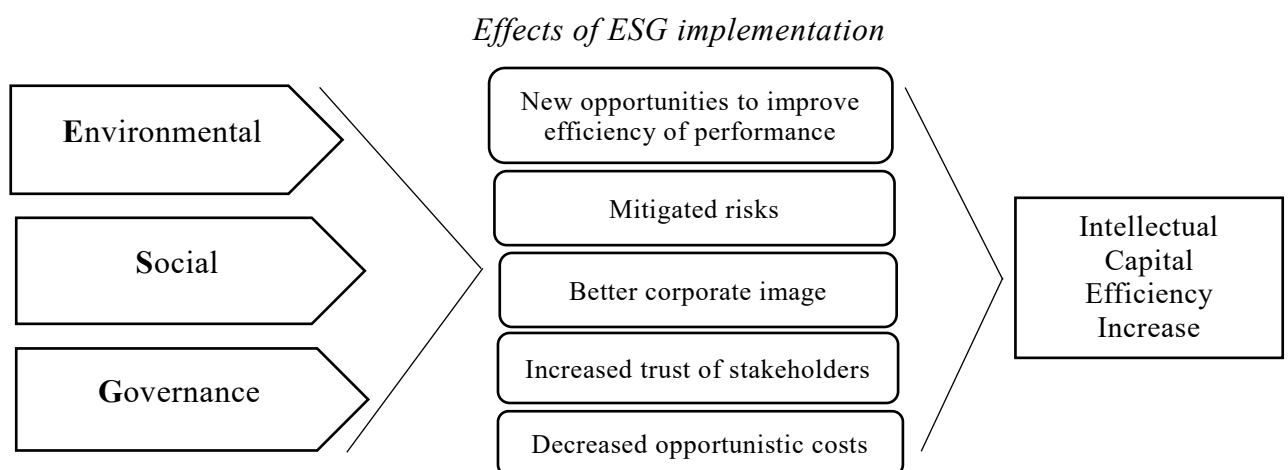 Effects of ESG implementation
Environmental
Social
Governance
New opportunities to improve
efficiency of performance
Mitigated risks
Better corporate image
Increased trust of stakeholders
Decreased opportunistic costs
Intellectual
Capital
Efficiency
Increase